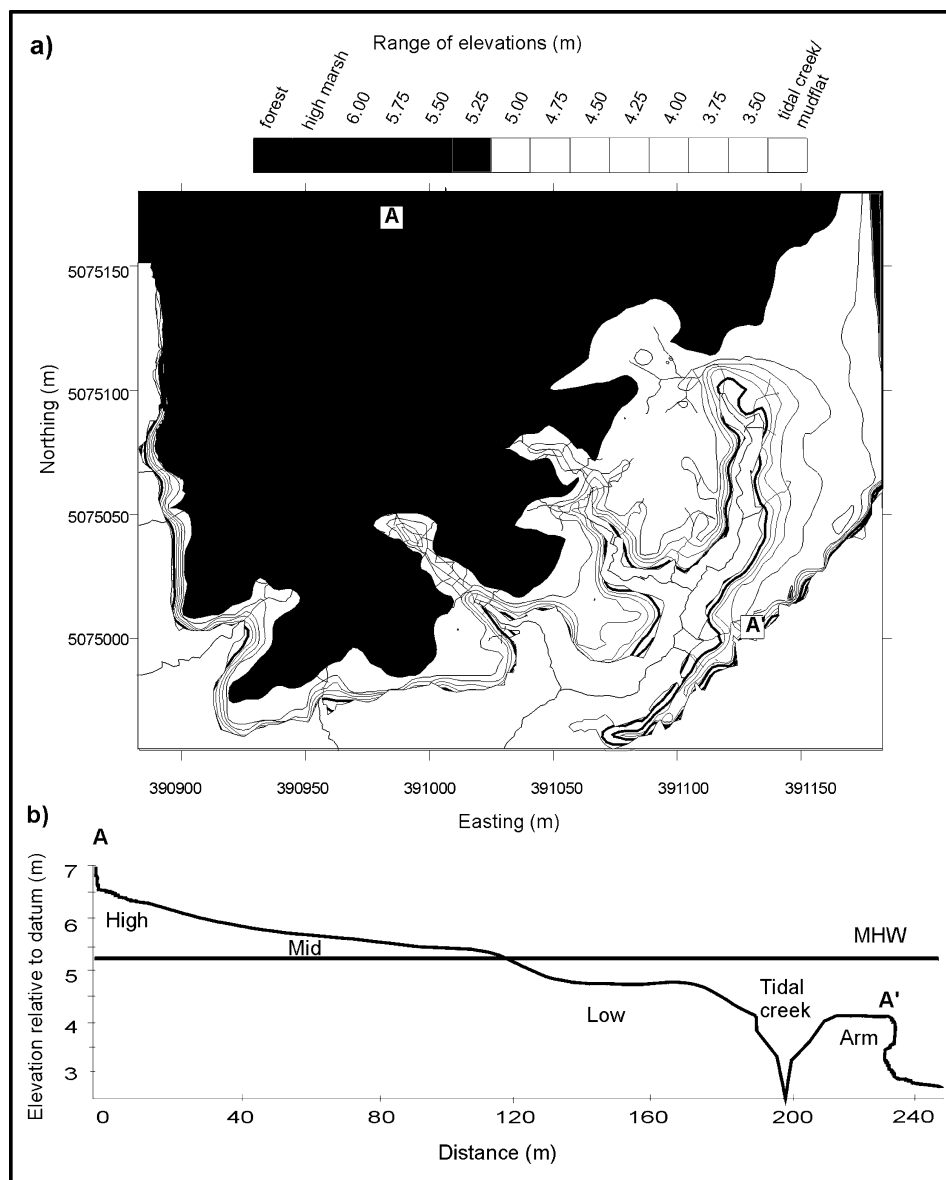 a)
Range of elevations (m)
forest
high marsh
6.00
5.75
5.50
5.25
5.00
4.75
4.50
4.25
4.00
3.75
3.50
tidal creek/
mudflat
A
5075150
5075100
5075050
5075000
Northing (m)
A'
390900 390950 391000 391050 391100 391150
Easting (m)
b)
A
Elevation relative to datum (m)
7
6
5
4
3
High
Mid
MHW
Low
Tidal
creek
A'
Arm
0 40 80 120 160 200 240
Distance (m)